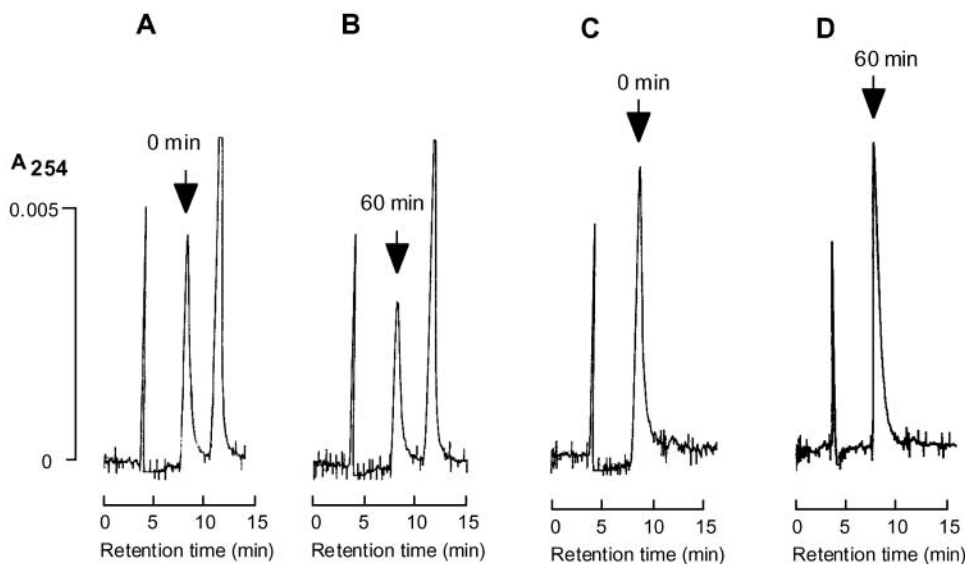 A B C D
0 min 60 min 0 min 60 min
A 254
0.005
0
0 5 10 15 0 5 10 15 0 5 10 15 0 5 10 15
Retention time (min) Retention time (min) Retention time (min) Retention time (min)